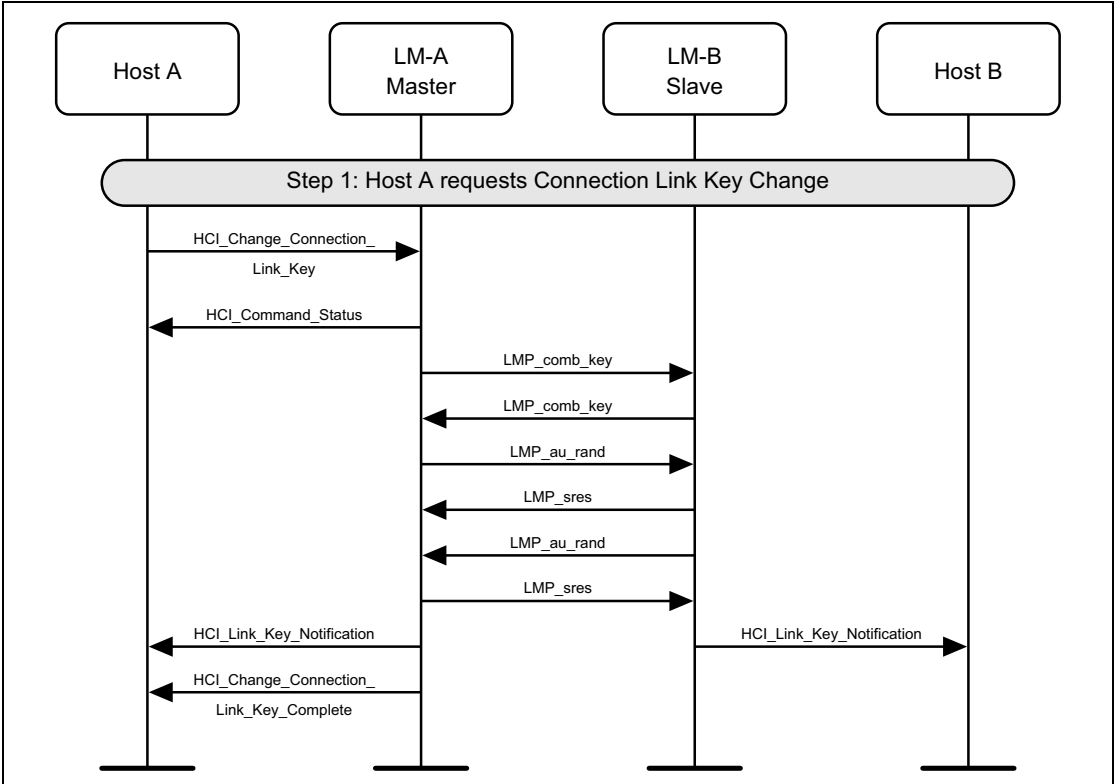 Host A
LM-A
Master
LM-B
Slave
Host B
Step 1: Host A requests Connection Link Key Change
HCI_Change_Connection_
Link_Key
HCI_Command_Status
LMP_comb_key
LMP_comb_key
LMP_au_rand
LMP_sres
LMP_au_rand
LMP_sres
HCI_Link_Key_Notification
HCI_Link_Key_Notification
HCI_Change_Connection_
Link_Key_Complete